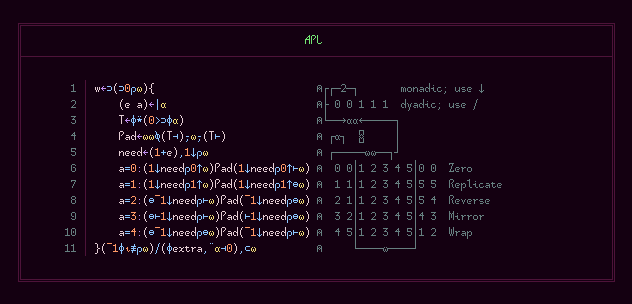 APL
1 w←⊃(⊃0⍴⍵){ ⍝┌┌─2─┐ monadic; use ↓
2 (e a)←|⍺ ⍝├ 0 0 1 1 1 dyadic; use /
3 T←⌽⍣(0>⊃⌽⍺) ⍝└──→⍺⍺←────┐
4 Pad←⍵⍵⍉(T⊣)⍪⍵⍪(T⊢) ⍝ ┌⍺┐ ⌺ │
5 need←(1+e),1↓⍴⍵ ⍝ ┌────⍵⍵──┐┘
6 a=0:(1↓need⍴0↑⍵)Pad(1↓need⍴0↑⊢⍵) ⍝ 0 0│1 2 3 4 5│0 0 Zero
7 a=1:(1↓need⍴1↑⍵)Pad(1↓need⍴1↑⊖⍵) ⍝ 1 1│1 2 3 4 5│5 5 Replicate
8 a=2:(⊖¯1↓need⍴⊢⍵)Pad(¯1↓need⍴⊖⍵) ⍝ 2 1│1 2 3 4 5│5 4 Reverse
9 a=3:(⊖⊢1↓need⍴⊢⍵)Pad(⊢1↓need⍴⊖⍵) ⍝ 3 2│1 2 3 4 5│4 3 Mirror
10 a=4:(⊖¯1↓need⍴⊖⍵)Pad(¯1↓need⍴⊢⍵) ⍝ 4 5│1 2 3 4 5│1 2 Wrap
11 }(¯1⌽⍳≢⍴⍵)/(⌽extra,¨⍺⊣0),⊂⍵ ⍝ └────⍵────┘